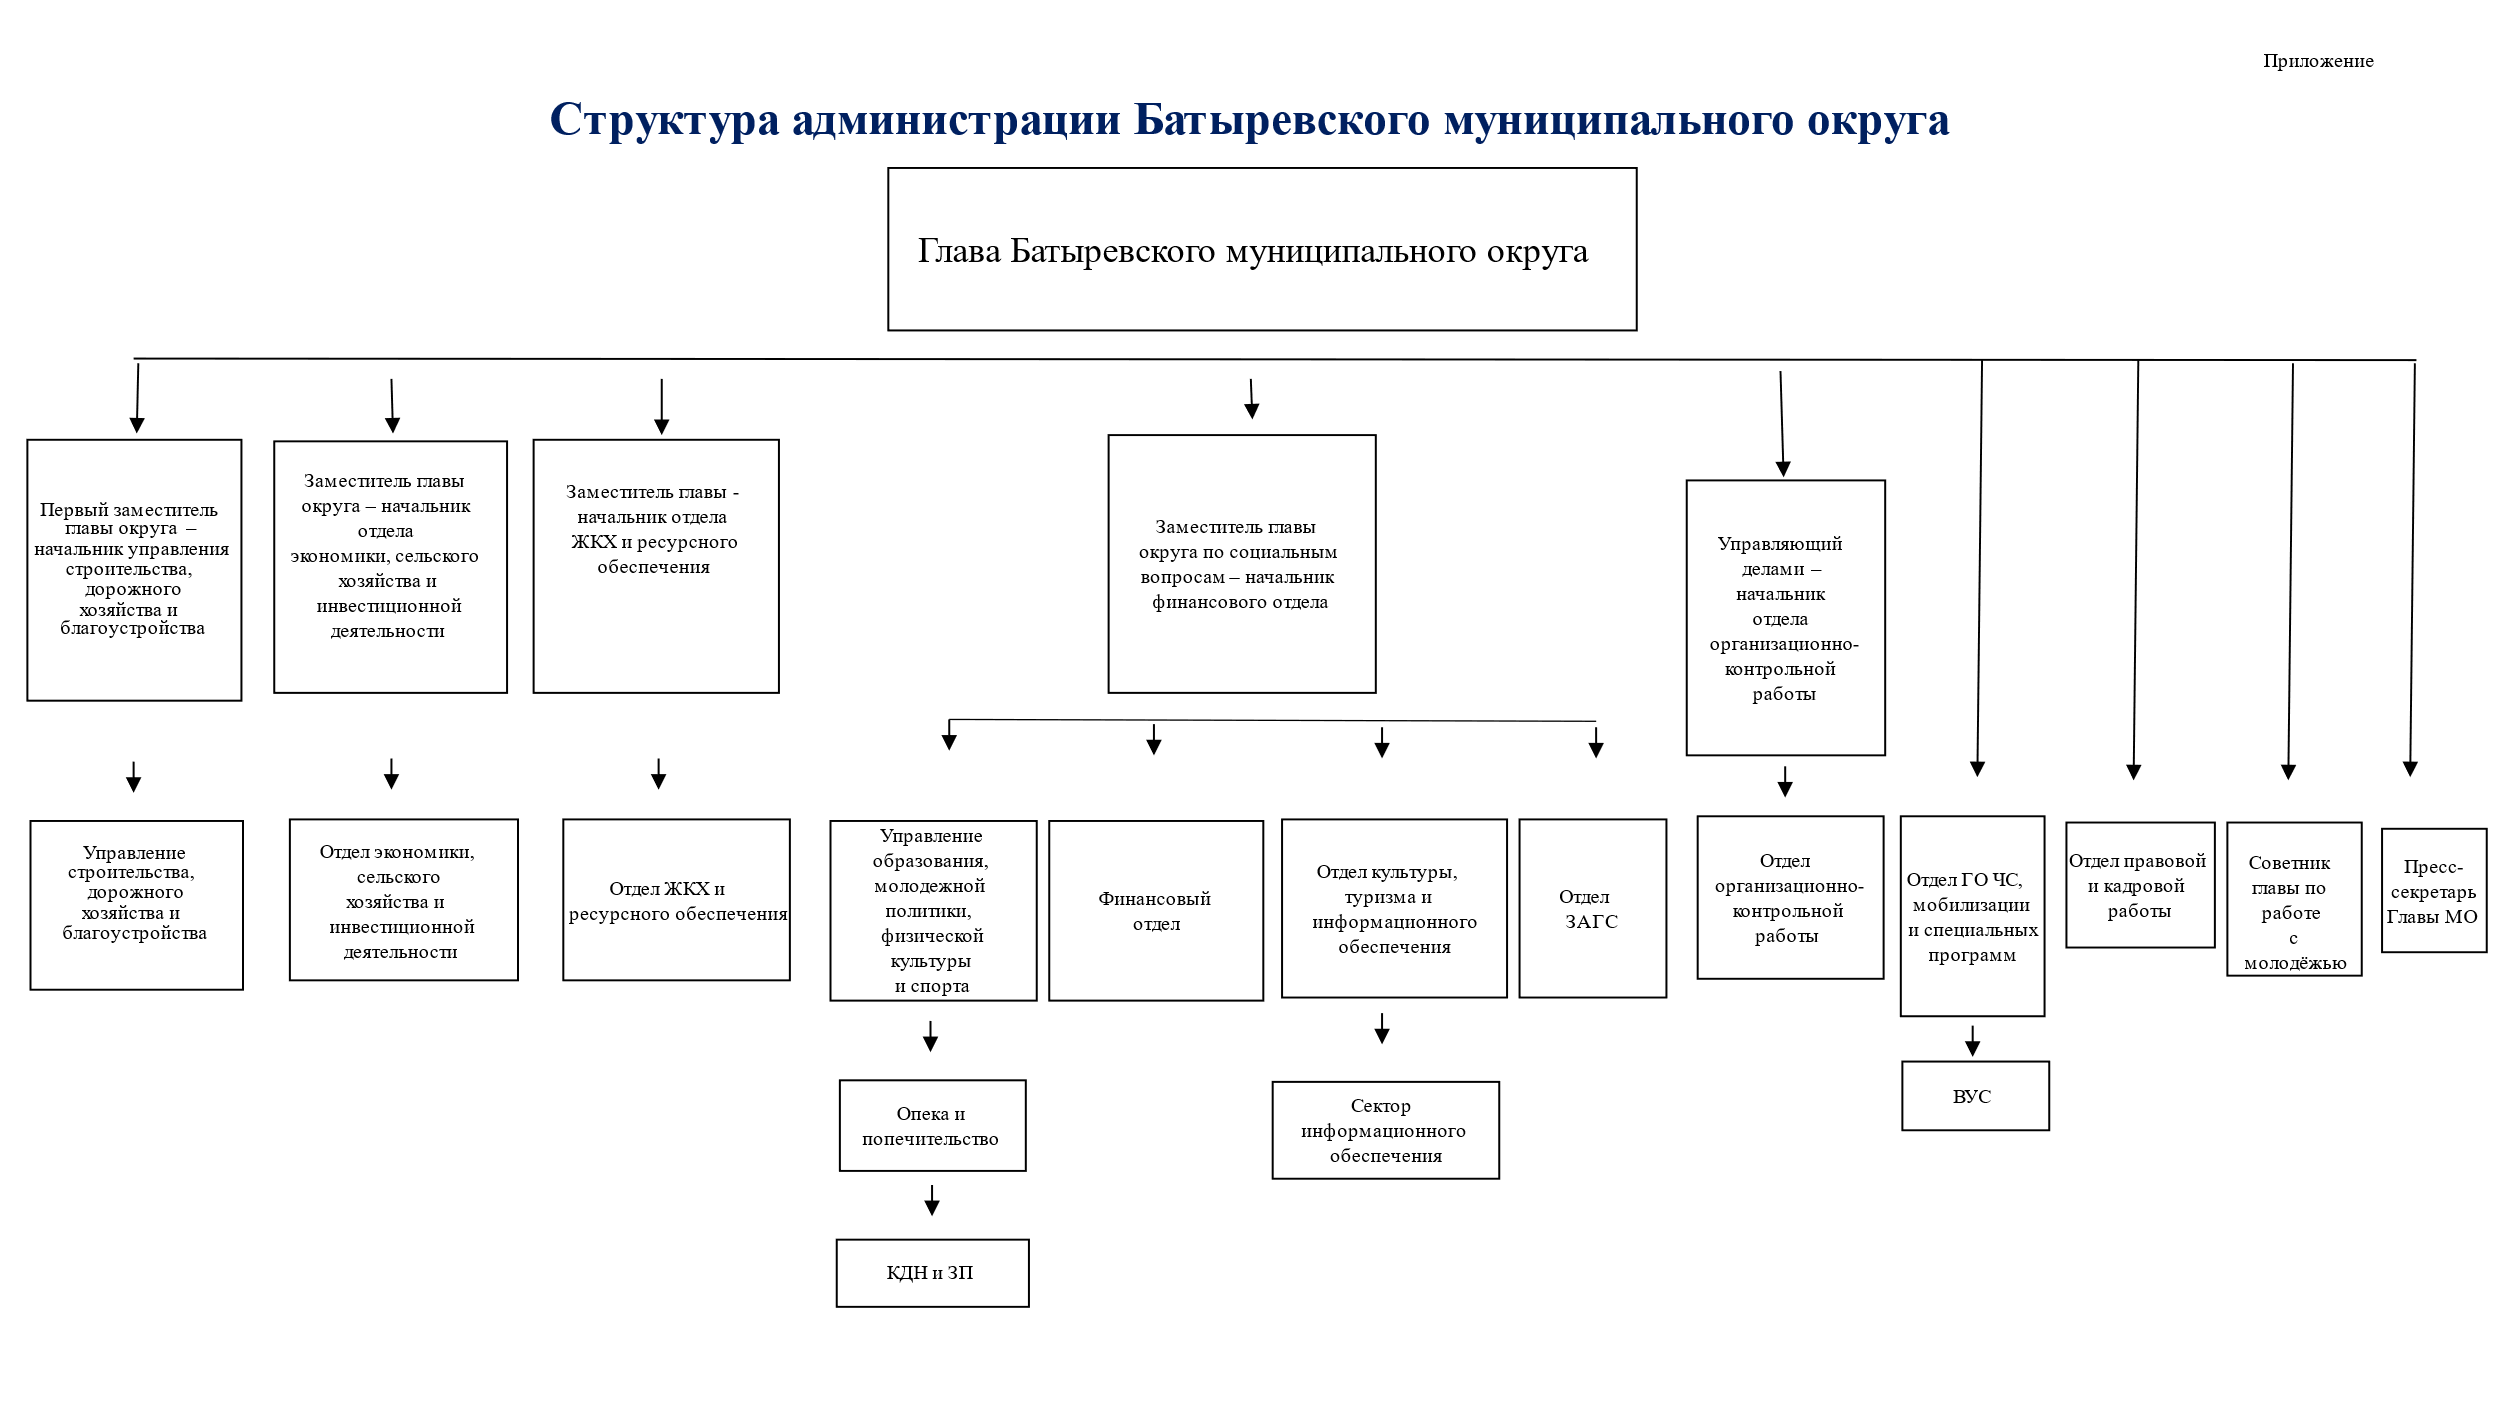 Приложение
Структура администрации Батыревского муниципального округа
Глава Батыревского муниципального округа
Первый заместитель
главы округа –
начальник управления
строительства,
дорожного
хозяйства и
благоустройства
Заместитель главы
округа – начальник
отдела
экономики, сельского
хозяйства и
инвестиционной
деятельности
Заместитель главы -
начальник отдела
ЖКХ и ресурсного
обеспечения
Заместитель главы
округа по социальным
вопросам – начальник
финансового отдела
Управляющий
делами –
начальник
отдела
организационно-
контрольной
работы
Управление
строительства,
дорожного
хозяйства и
благоустройства
Отдел экономики,
сельского
хозяйства и
инвестиционной
деятельности
Отдел ЖКХ и
ресурсного обеспечения
Управление
образования,
молодежной
политики,
физической
культуры
и спорта
Финансовый
отдел
Отдел культуры,
туризма и
информационного
обеспечения
Отдел
ЗАГС
Отдел
организационно-
контрольной
работы
Отдел ГО ЧС,
мобилизации
и специальных
программ
Отдел правовой
и кадровой
работы
Советник
главы по
работе
с
молодёжью
Пресс-
секретарь
Главы МО
Опека и
попечительство
Сектор
информационного
обеспечения
ВУС
КДН и ЗП